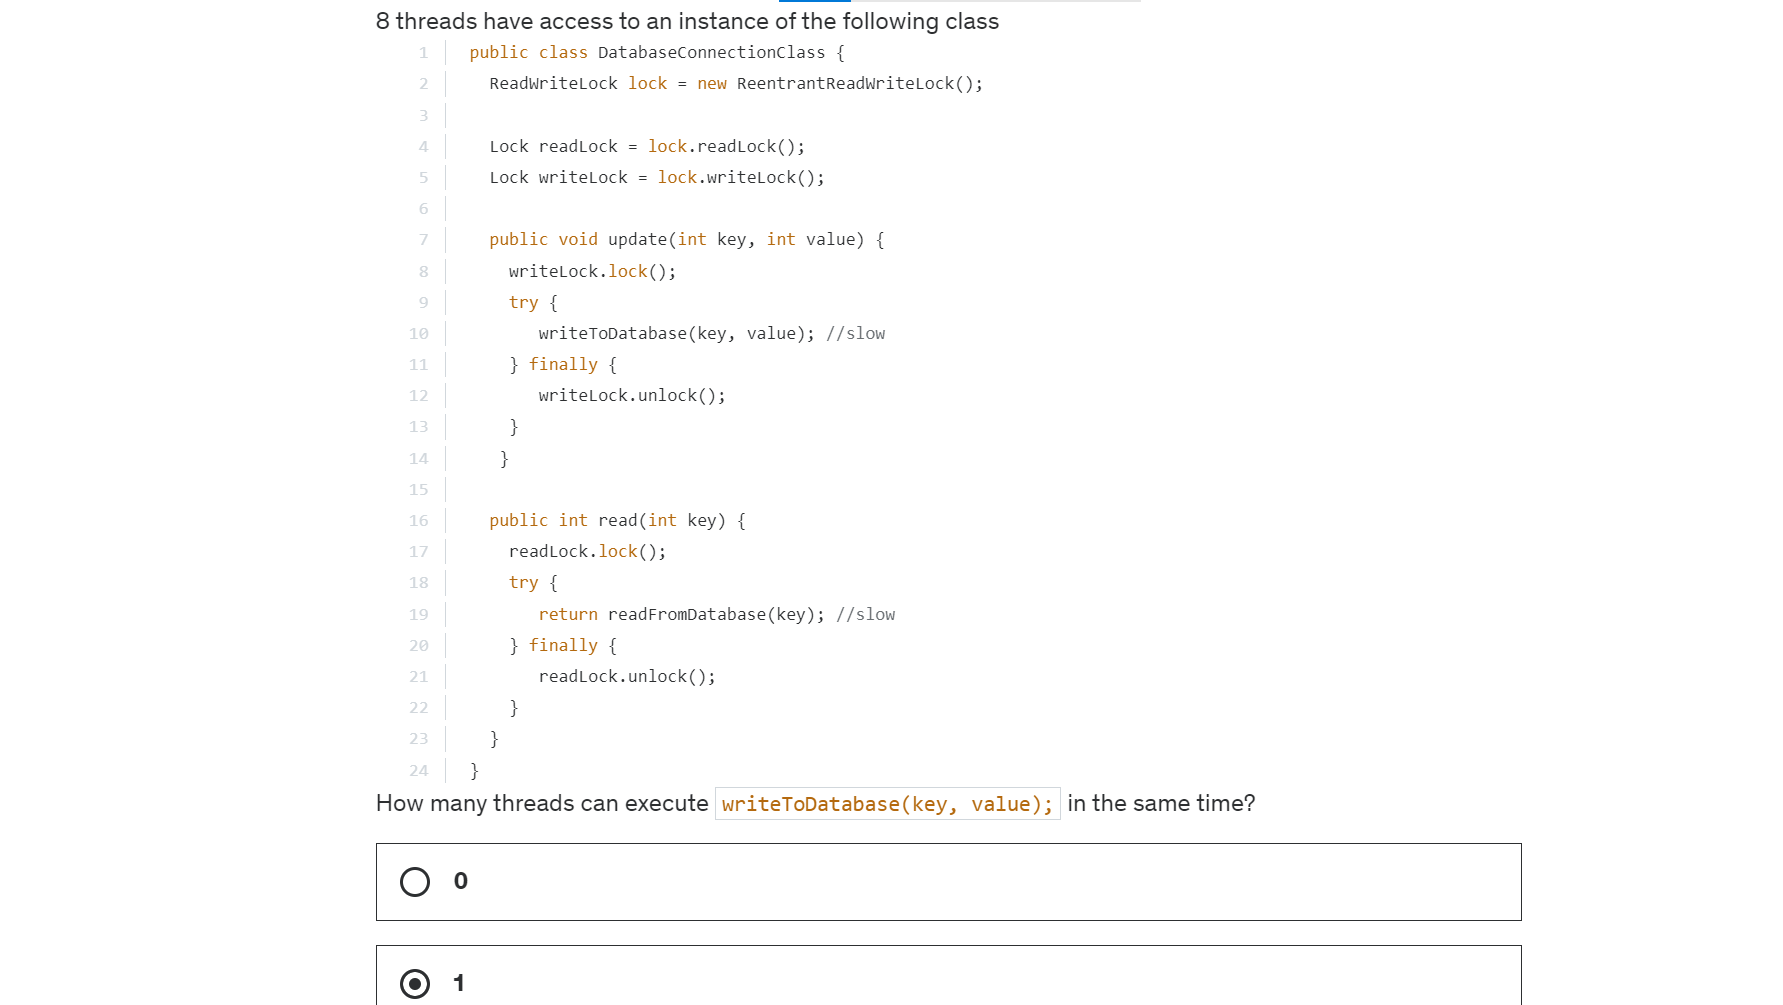 8 threads have access to an instance of the following class
1 public class DatabaseConnectionClass {
2 ReadWriteLock lock = new ReentrantReadWriteLock();
3
4 Lock readLock = lock.readLock();
5 Lock writeLock = lock.writeLock();
6
7 public void update(int key, int value) {
8 writeLock.lock();
9 try {
10 writeToDatabase(key, value); //slow
11 } finally {
12 writeLock.unlock();
13 }
14 }
15
16 public int read(int key) {
17 readLock.lock();
18 try {
19 return readFromDatabase(key); //slow
20 } finally {
21 readLock.unlock();
22 }
23 }
24 }
How many threads can execute writeToDatabase(key, value); in the same time?
0
1